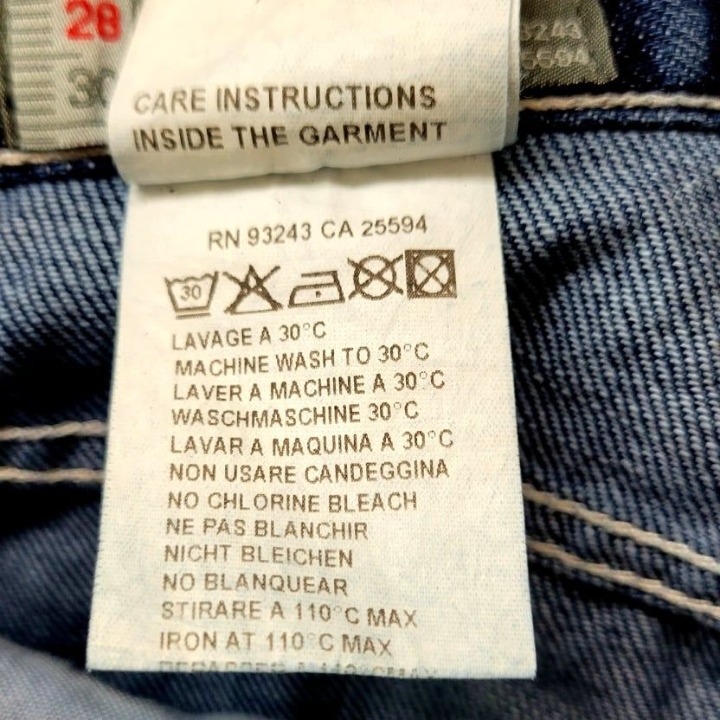 28
30
3243
5594
CARE INSTRUCTIONS
INSIDE THE GARMENT
RN 93243 CA 25594
30
LAVAGE A 30°C
MACHINE WASH TO 30°C
LAVER A MACHINE A 30°C
WASCHMASCHINE 30°C
LAVAR A MAQUINA A 30°C
NON USARE CANDEGGINA
NO CHLORINE BLEACH
NE PAS BLANCHIR
NICHT BLEICHEN
NO BLANQUEAR
STIRARE A 110°C MAX
IRON AT 110°C MAX